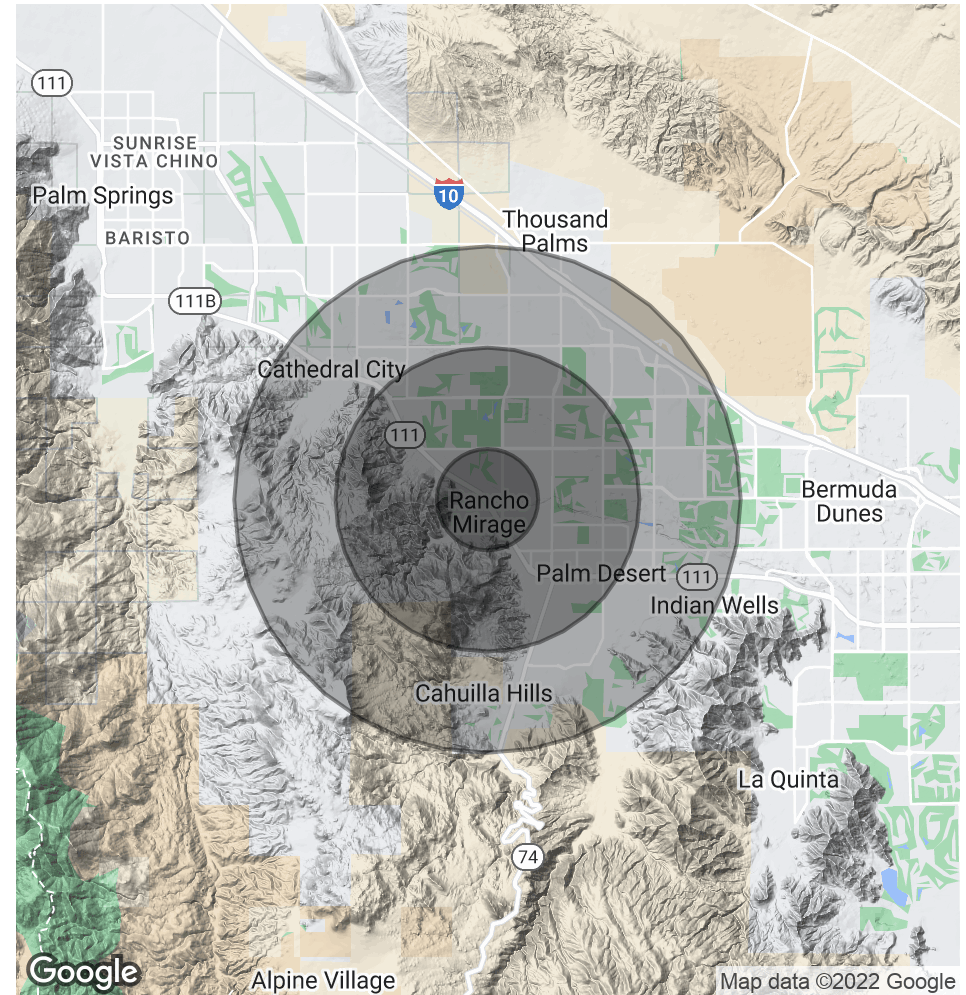 111
SUNRISE
VISTA CHINO
Palm Springs
10
Thousand
Palms
BARISTO
111B
Cathedral City
111
Rancho
Mirage
Bermuda
Dunes
Palm Desert
111
Indian Wells
Cahuilla Hills
La Quinta
74
Alpine Village
Google
Map data ©2022 Google